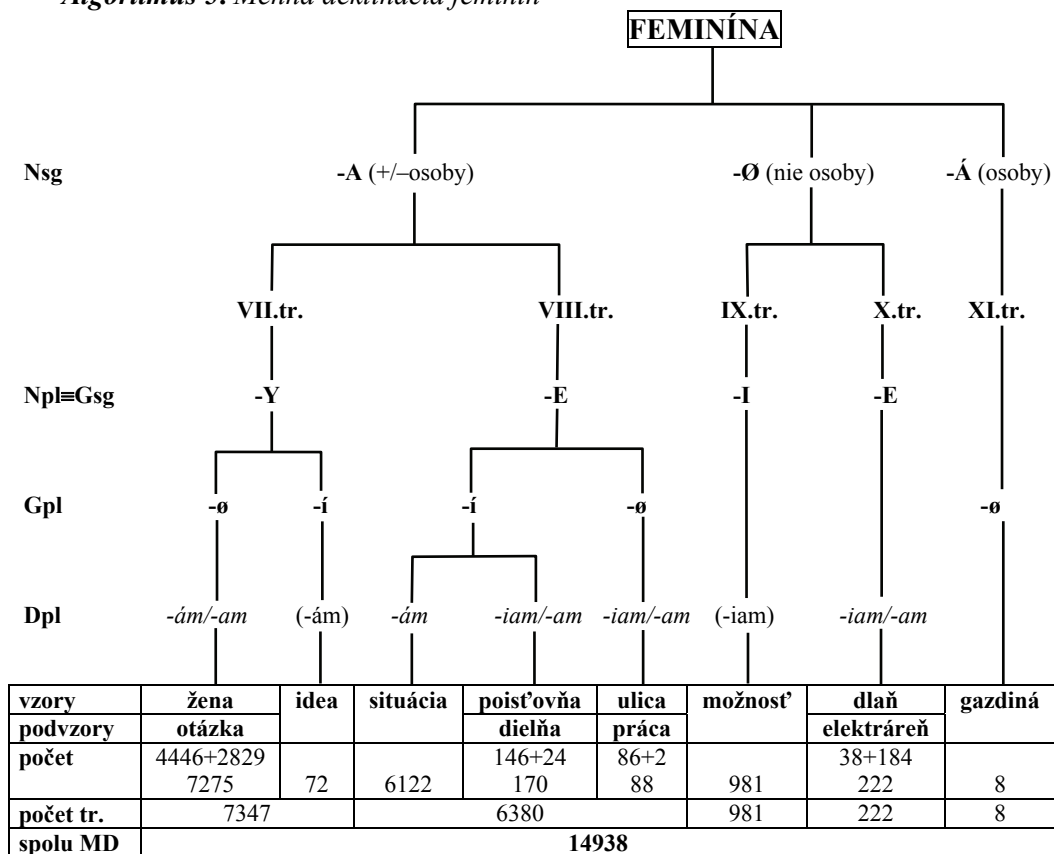 Algoritmus 5. Menná deklinácia feminín
FEMINÍNA
Nsg -A (+/–osoby) -Ø (nie osoby) -Á (osoby)
VII.tr. VIII.tr. IX.tr. X.tr. XI.tr.
Npl≡Gsg -Y -E -I -E
Gpl -ø -í -í -ø -ø
Dpl -ám/-am (-ám) -ám -iam/-am -iam/-am (-iam) -iam/-am
vzory žena idea situácia poisťovňa ulica možnosť dlaň gazdiná
podvzory otázka dielňa práca elektráreň
počet 4446+2829 146+24 86+2 38+184
7275 72 6122 170 88 981 222 8
počet tr. 7347 6380 981 222 8
spolu MD 14938